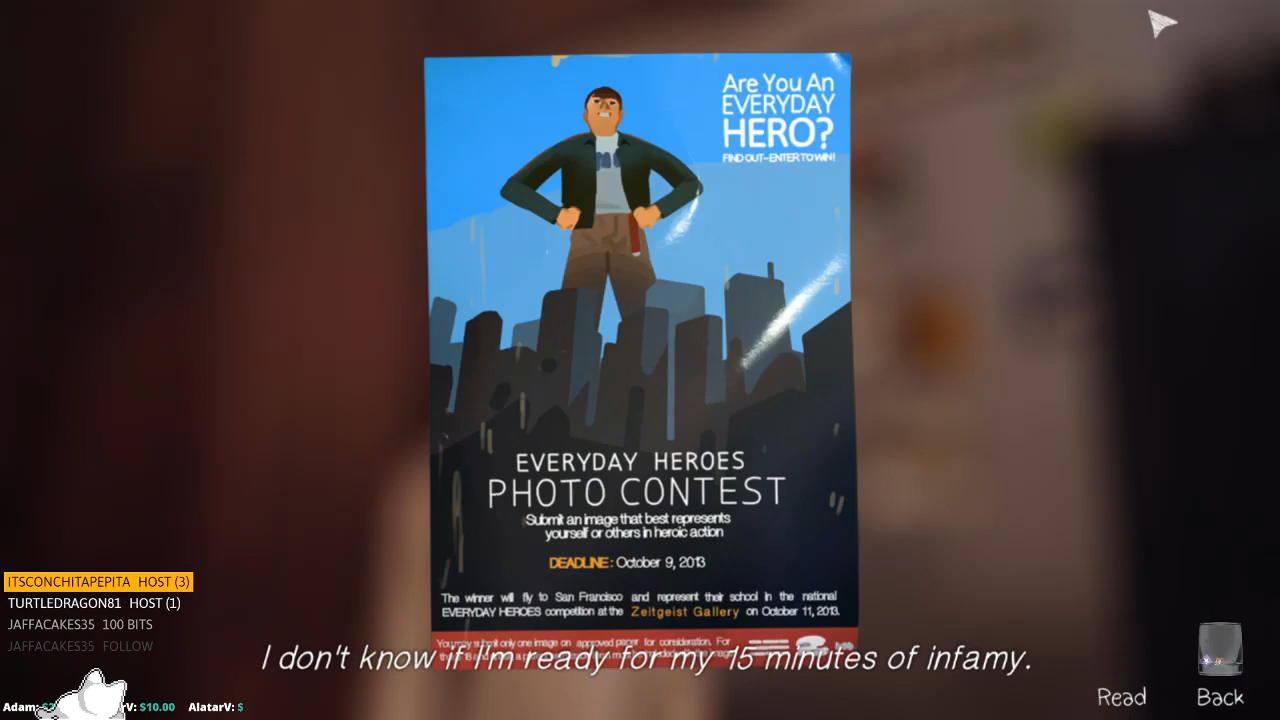 Are You An
EVERYDAY
HERO?
FIND OUT-ENTER TO WIN!
EVERYDAY HEROES
PHOTO CONTEST
Submit an image that best represents
yourself or others in heroic action
DEADLINE: October 9, 2013
The winner will fly to San Francisco and represent their school in the national
EVERYDAY HEROES competition at the Zeitgeist Gallery on October 11, 2013.
You may submit only one image on approved paper for consideration. For
I don't know if I'm ready for my 15 minutes of infamy.
ITSCONCHITAPEPITA HOST (3)
TURTLEDRAGON81 HOST (1)
JAFFACAKES35 100 BITS
JAFFACAKES35 FOLLOW
Adam: V: $10.00 AlatarV: $
Read Back